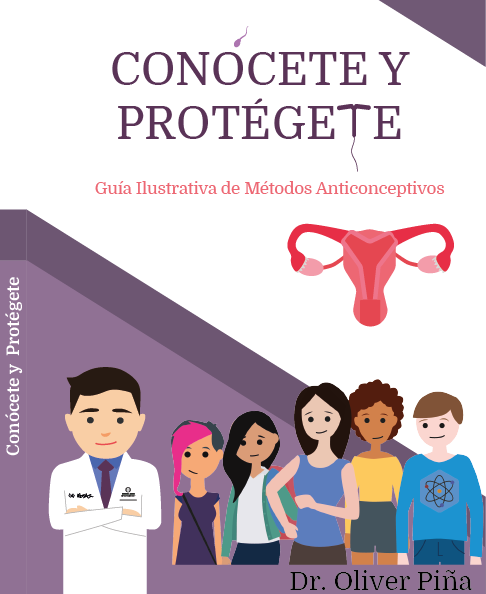 CONÓCETE Y
PROTÉGETE
Guía Ilustrativa de Métodos Anticonceptivos
Conócete y Protégete
Dr. Oliver Piña